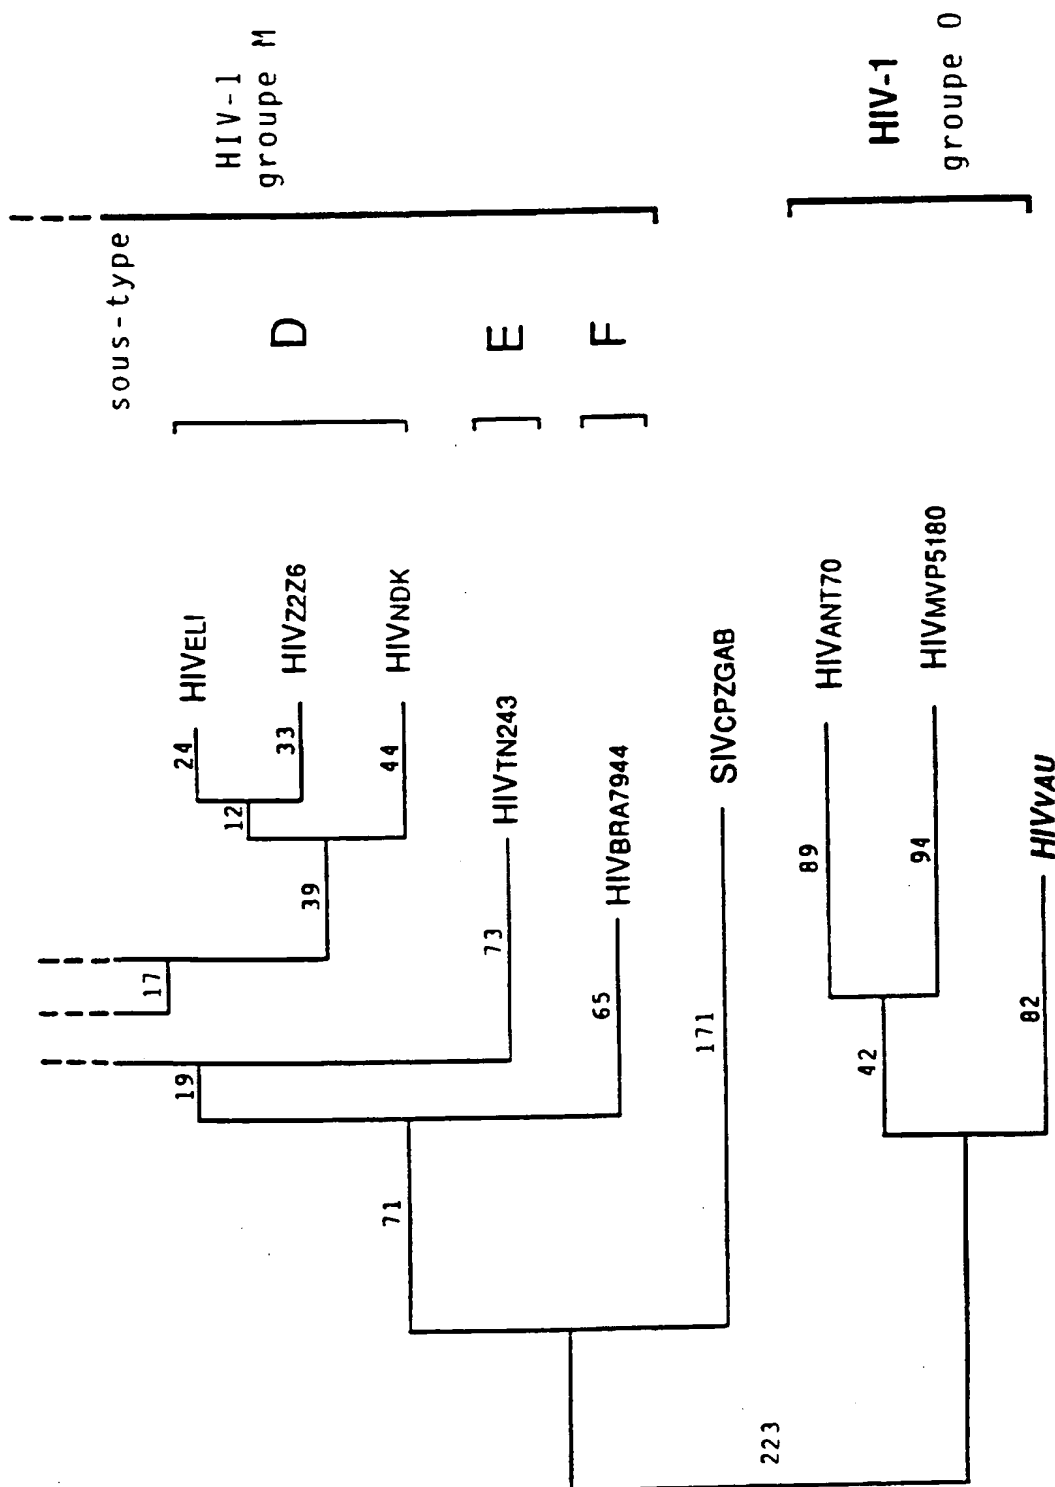 HIV-1
groupe M
sous-type
D
E
F
HIV-1
groupe O
24
HIVELI
12
33
HIVZ2Z6
39
44
HIVNDK
17
19
73
HIVTN243
65
HIVBRA7944
71
171
SIVCPZGAB
89
HIVANT70
42
94
HIVMVP5180
82
HIVVAU
223